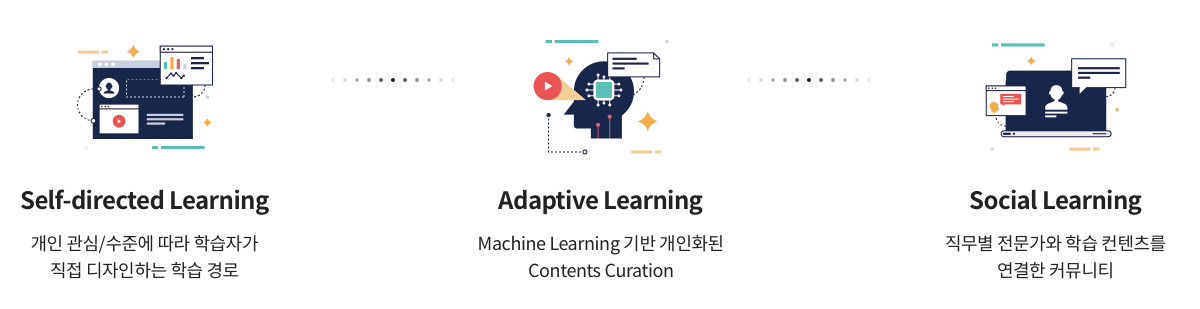 Self-directed Learning
개인 관심/수준에 따라 학습자가
직접 디자인하는 학습 경로
Adaptive Learning
Machine Learning 기반 개인화된
Contents Curation
Social Learning
직무별 전문가와 학습 컨텐츠를
연결한 커뮤니티